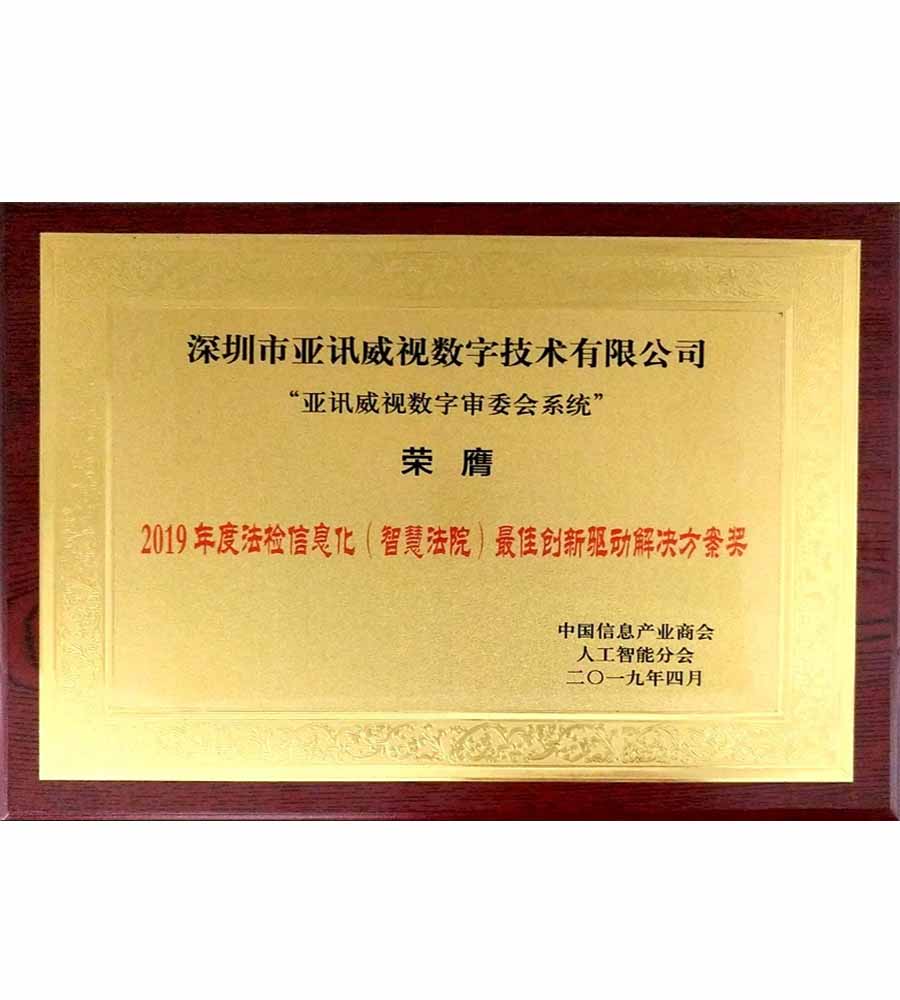 深圳市亚讯威视数字技术有限公司
“亚讯威视数字审委会系统”
荣 膺
2019年度法检信息化（智慧法院）最佳创新驱动解决方案奖
中国信息产业商会
人工智能分会
二〇一九年四月